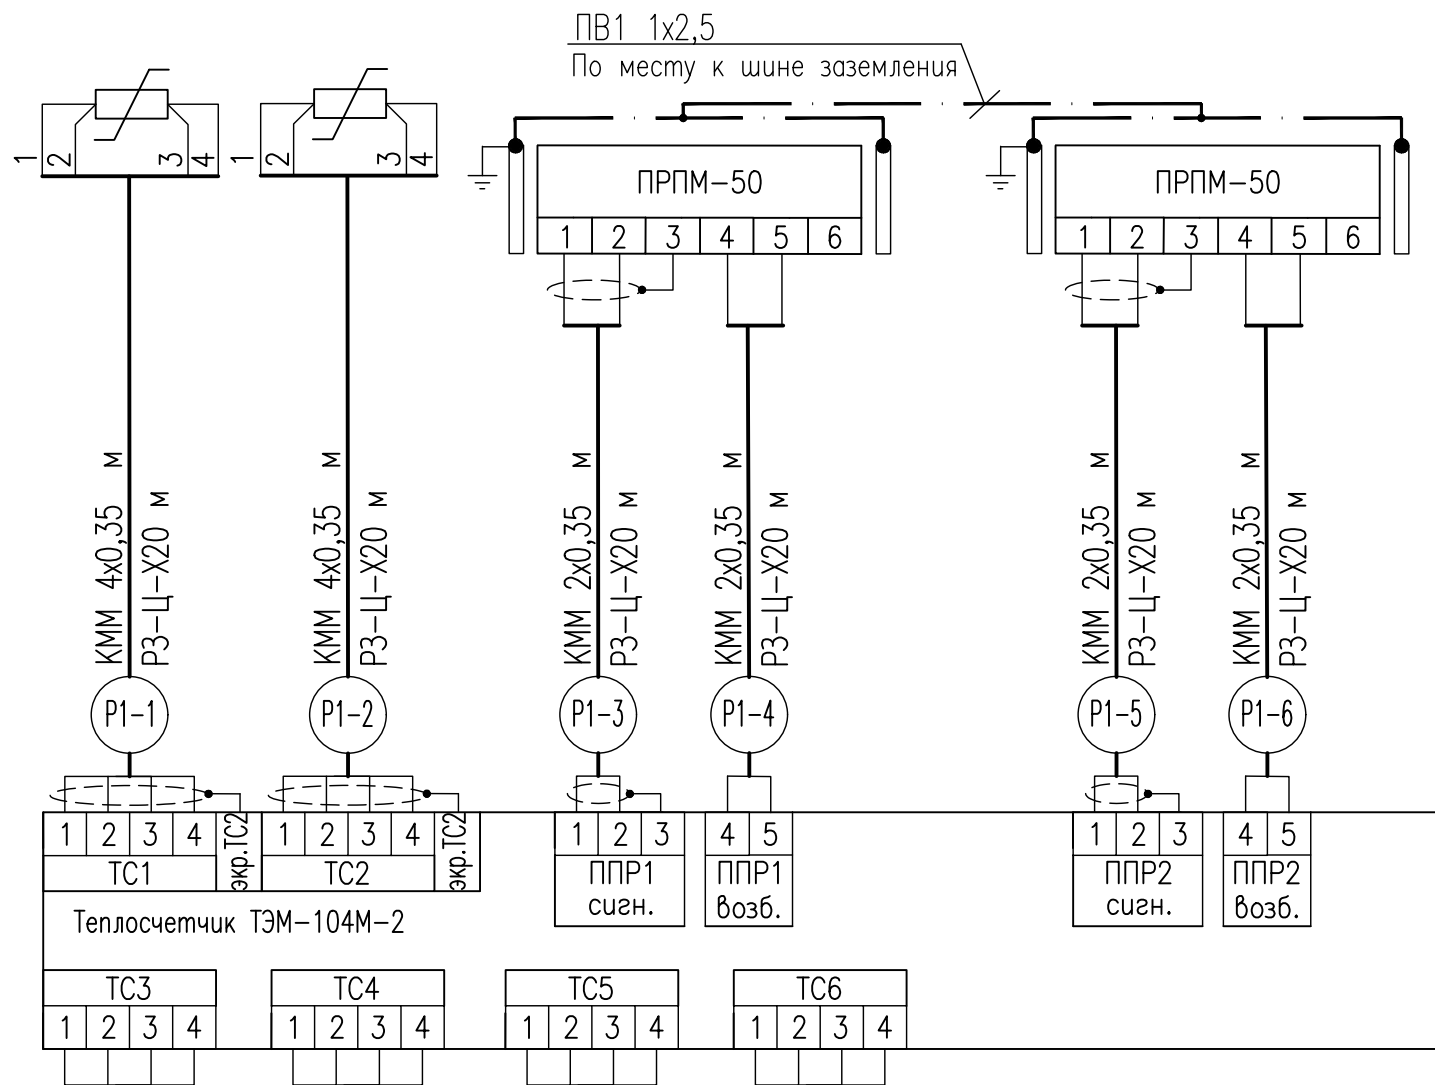 ПВ1 1х2,5
По месту к шине заземления
1 2 3 4
1 2 3 4
ПРПМ-50
1 2 3 4 5 6
ПРПМ-50
1 2 3 4 5 6
КММ 4х0,35 м
РЗ-Ц-Х20 м
КММ 4х0,35 м
РЗ-Ц-Х20 м
КММ 2х0,35 м
РЗ-Ц-Х20 м
КММ 2х0,35 м
РЗ-Ц-Х20 м
КММ 2х0,35 м
РЗ-Ц-Х20 м
КММ 2х0,35 м
РЗ-Ц-Х20 м
Р1-1
Р1-2
Р1-3
Р1-4
Р1-5
Р1-6
1 2 3 4
ТС1
экр.ТС2
1 2 3 4
ТС2
экр.ТС2
1 2 3
ППР1
сигн.
4 5
ППР1
возб.
1 2 3
ППР2
сигн.
4 5
ППР2
возб.
Теплосчетчик ТЭМ-104М-2
ТС3
1 2 3 4
ТС4
1 2 3 4
ТС5
1 2 3 4
ТС6
1 2 3 4